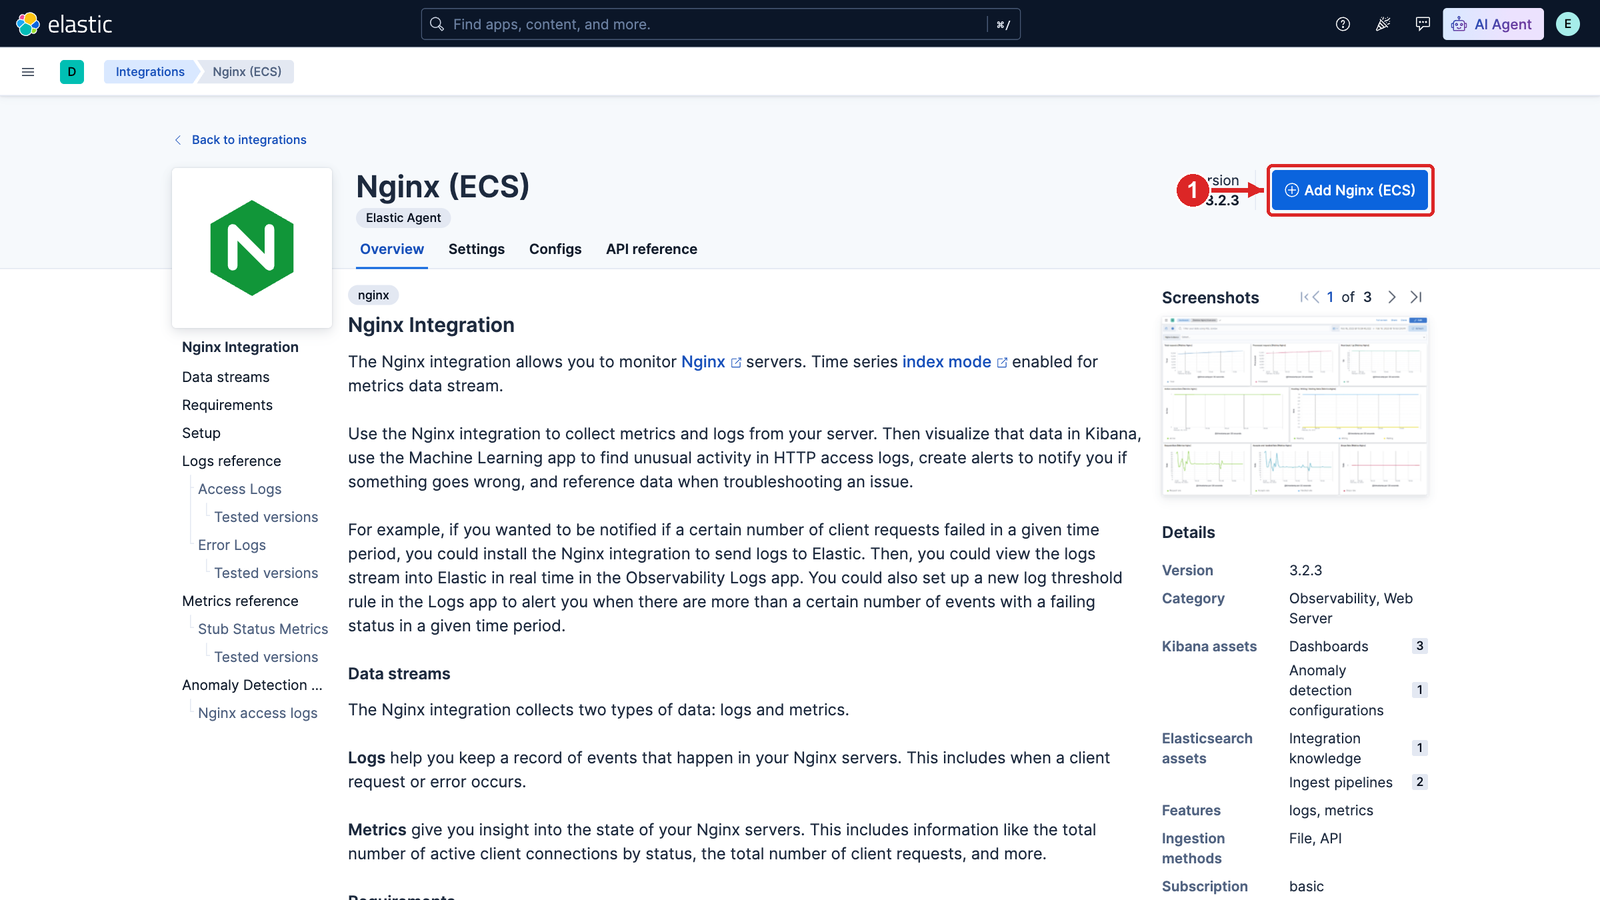 elastic
Find apps, content, and more.
⌘/
AI Agent
E
D
Integrations
Nginx (ECS)
Back to integrations
Nginx (ECS)
Elastic Agent
1
rsion
3.2.3
Add Nginx (ECS)
Overview
Settings
Configs
API reference
N
nginx
Nginx Integration
The Nginx integration allows you to monitor Nginx servers. Time series index mode enabled for
metrics data stream.
Use the Nginx integration to collect metrics and logs from your server. Then visualize that data in Kibana,
use the Machine Learning app to find unusual activity in HTTP access logs, create alerts to notify you if
something goes wrong, and reference data when troubleshooting an issue.
For example, if you wanted to be notified if a certain number of client requests failed in a given time
period, you could install the Nginx integration to send logs to Elastic. Then, you could view the logs
stream into Elastic in real time in the Observability Logs app. You could also set up a new log threshold
rule in the Logs app to alert you when there are more than a certain number of events with a failing
status in a given time period.
Data streams
The Nginx integration collects two types of data: logs and metrics.
Logs help you keep a record of events that happen in your Nginx servers. This includes when a client
request or error occurs.
Metrics give you insight into the state of your Nginx servers. This includes information like the total
number of active client connections by status, the total number of client requests, and more.
Requirements
Nginx Integration
Data streams
Requirements
Setup
Logs reference
Access Logs
Tested versions
Error Logs
Tested versions
Metrics reference
Stub Status Metrics
Tested versions
Anomaly Detection ...
Nginx access logs
Screenshots
1 of 3
Details
Version
3.2.3
Category
Observability, Web
Server
Kibana assets
Dashboards
3
Anomaly
detection
configurations
1
Elasticsearch
assets
Integration
knowledge
1
Ingest pipelines
2
Features
logs, metrics
Ingestion
methods
File, API
Subscription
basic